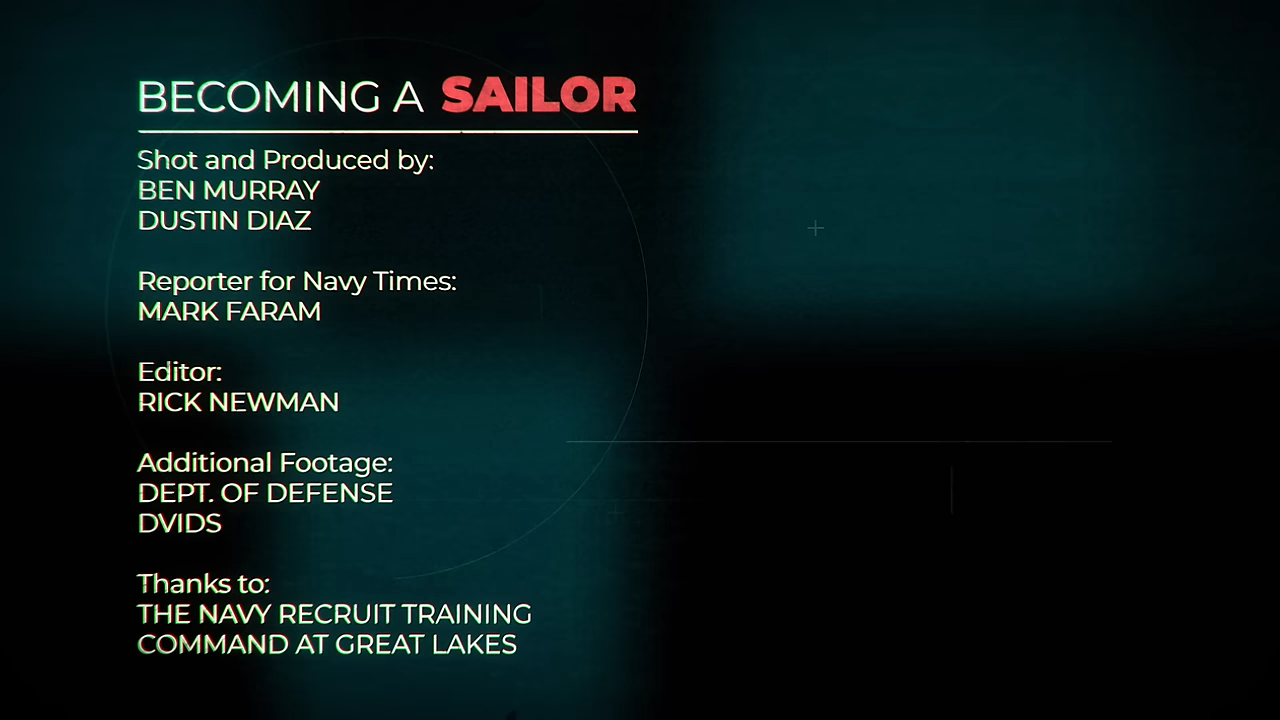 BECOMING A SAILOR
Shot and Produced by:
BEN MURRAY
DUSTIN DIAZ
Reporter for Navy Times:
MARK FARAM
Editor:
RICK NEWMAN
Additional Footage:
DEPT. OF DEFENSE
DVIDS
Thanks to:
THE NAVY RECRUIT TRAINING
COMMAND AT GREAT LAKES